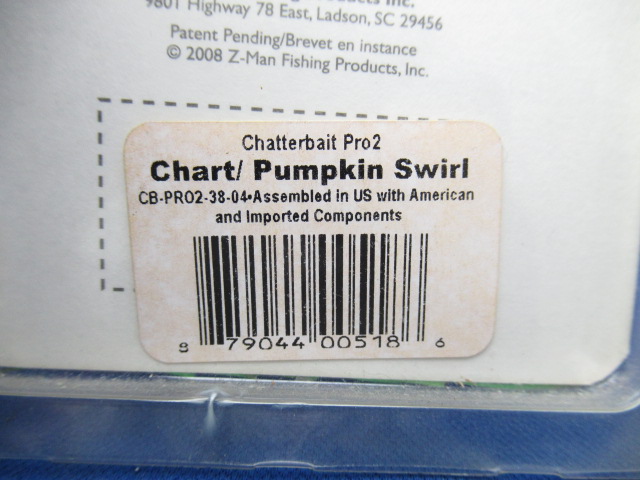 Products Inc.
9801 Highway 78 East, Ladson, SC 29456
Patent Pending/Brevet en instance
© 2008 Z-Man Fishing Products, Inc.
Chatterbait Pro2
Chart/ Pumpkin Swirl
CB-PRO2-38-04•Assembled in US with American
and Imported Components
8 79044 00518 6